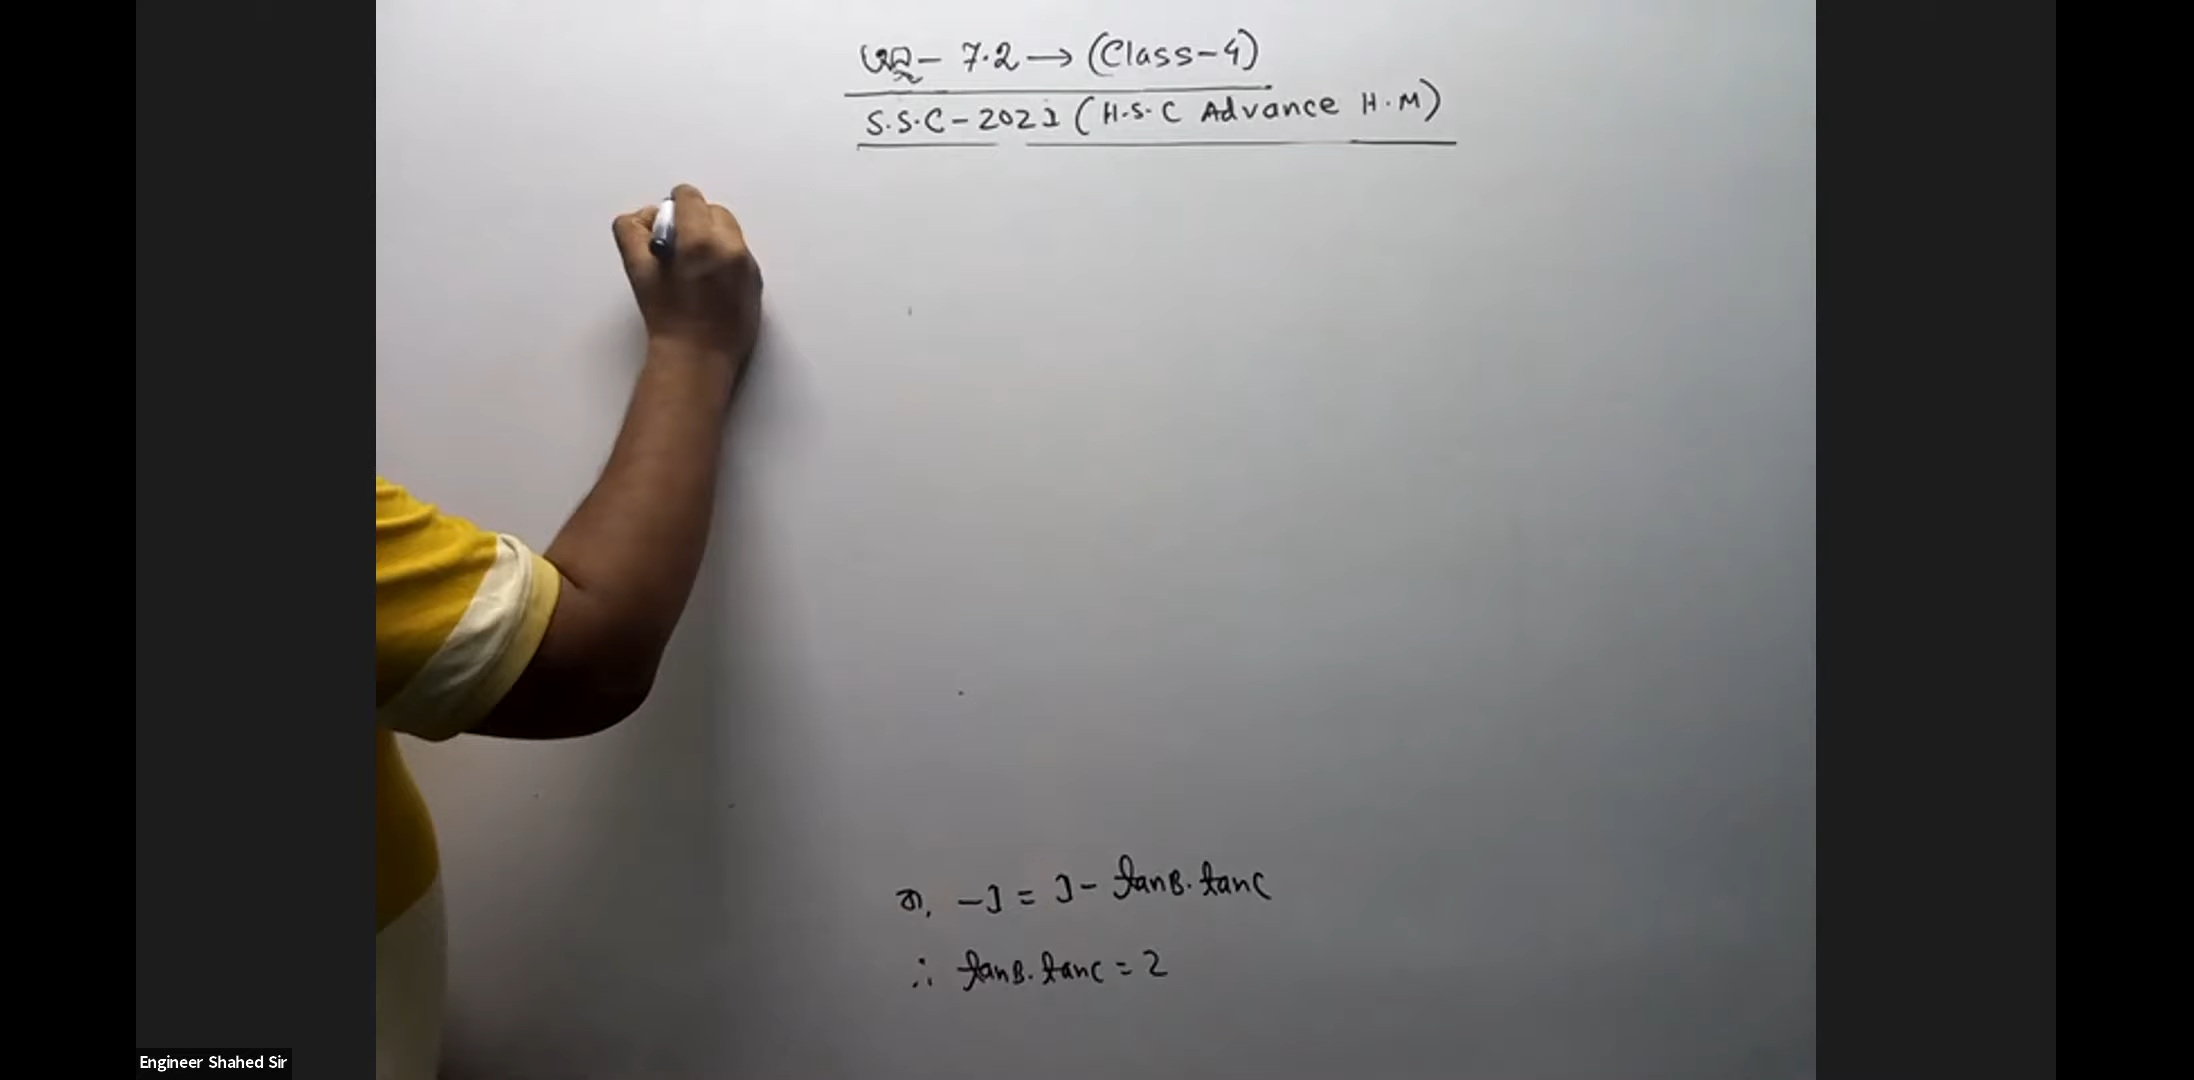 অনু- 7.2 → (Class-4)
S.S.C-2021 (H.S.C Advance H.M)
বা, -1 = 1 - tanB. tanC
∴ tanB. tanC = 2
Engineer Shahed Sir